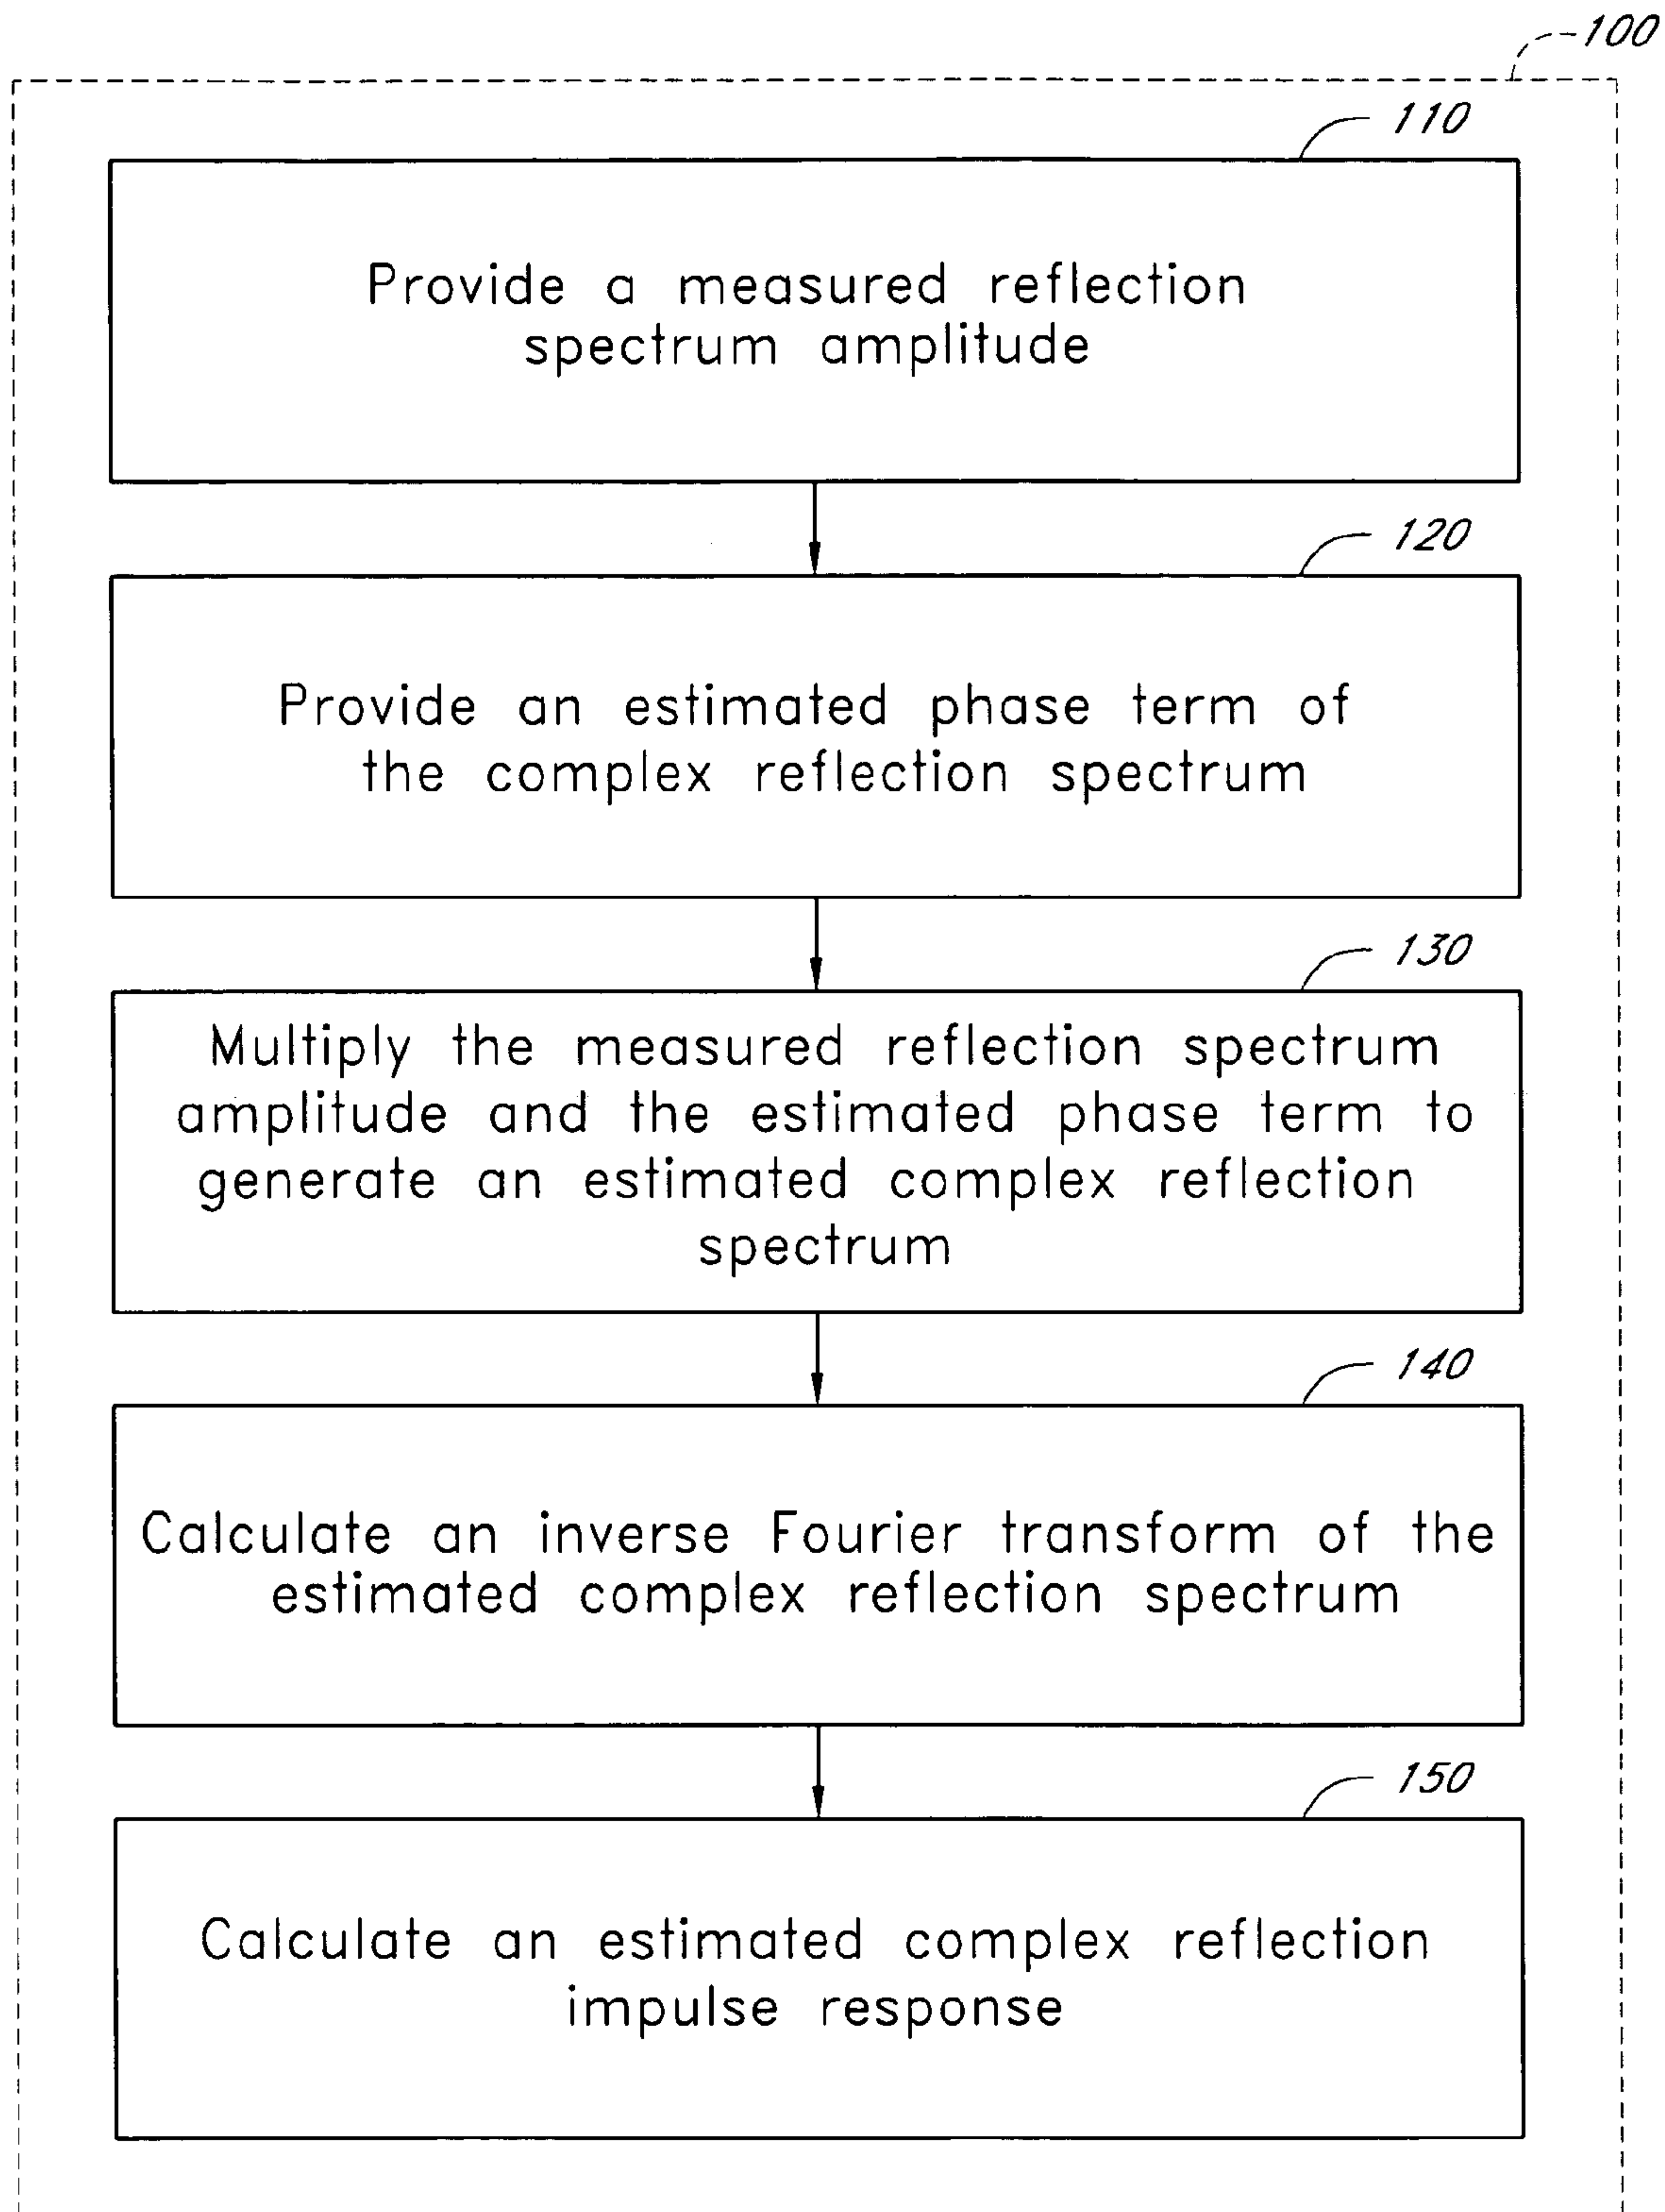 100
110
Provide a measured reflection
spectrum amplitude
120
Provide an estimated phase term of
the complex reflection spectrum
130
Multiply the measured reflection spectrum
amplitude and the estimated phase term to
generate an estimated complex reflection
spectrum
140
Calculate an inverse Fourier transform of the
estimated complex reflection spectrum
150
Calculate an estimated complex reflection
impulse response